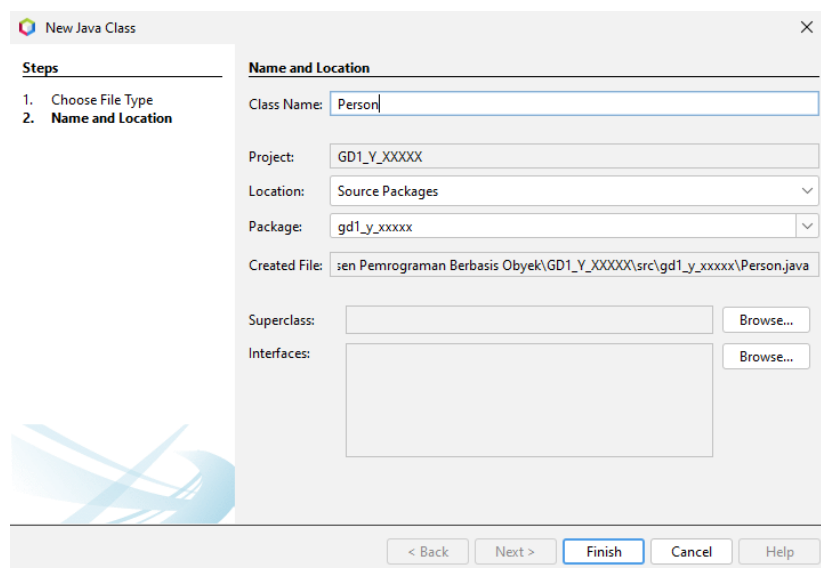 New Java Class
Steps
1. Choose File Type
2. Name and Location
Name and Location
Class Name: Person
Project: GD1_Y_XXXXX
Location: Source Packages
Package: gd1_y_xxxxx
Created File: sen Pemrograman Berbasis Obyek\GD1_Y_XXXXX\src\gd1_y_xxxxx\Person.java
Superclass: Browse...
Interfaces: Browse...
< Back Next > Finish Cancel Help